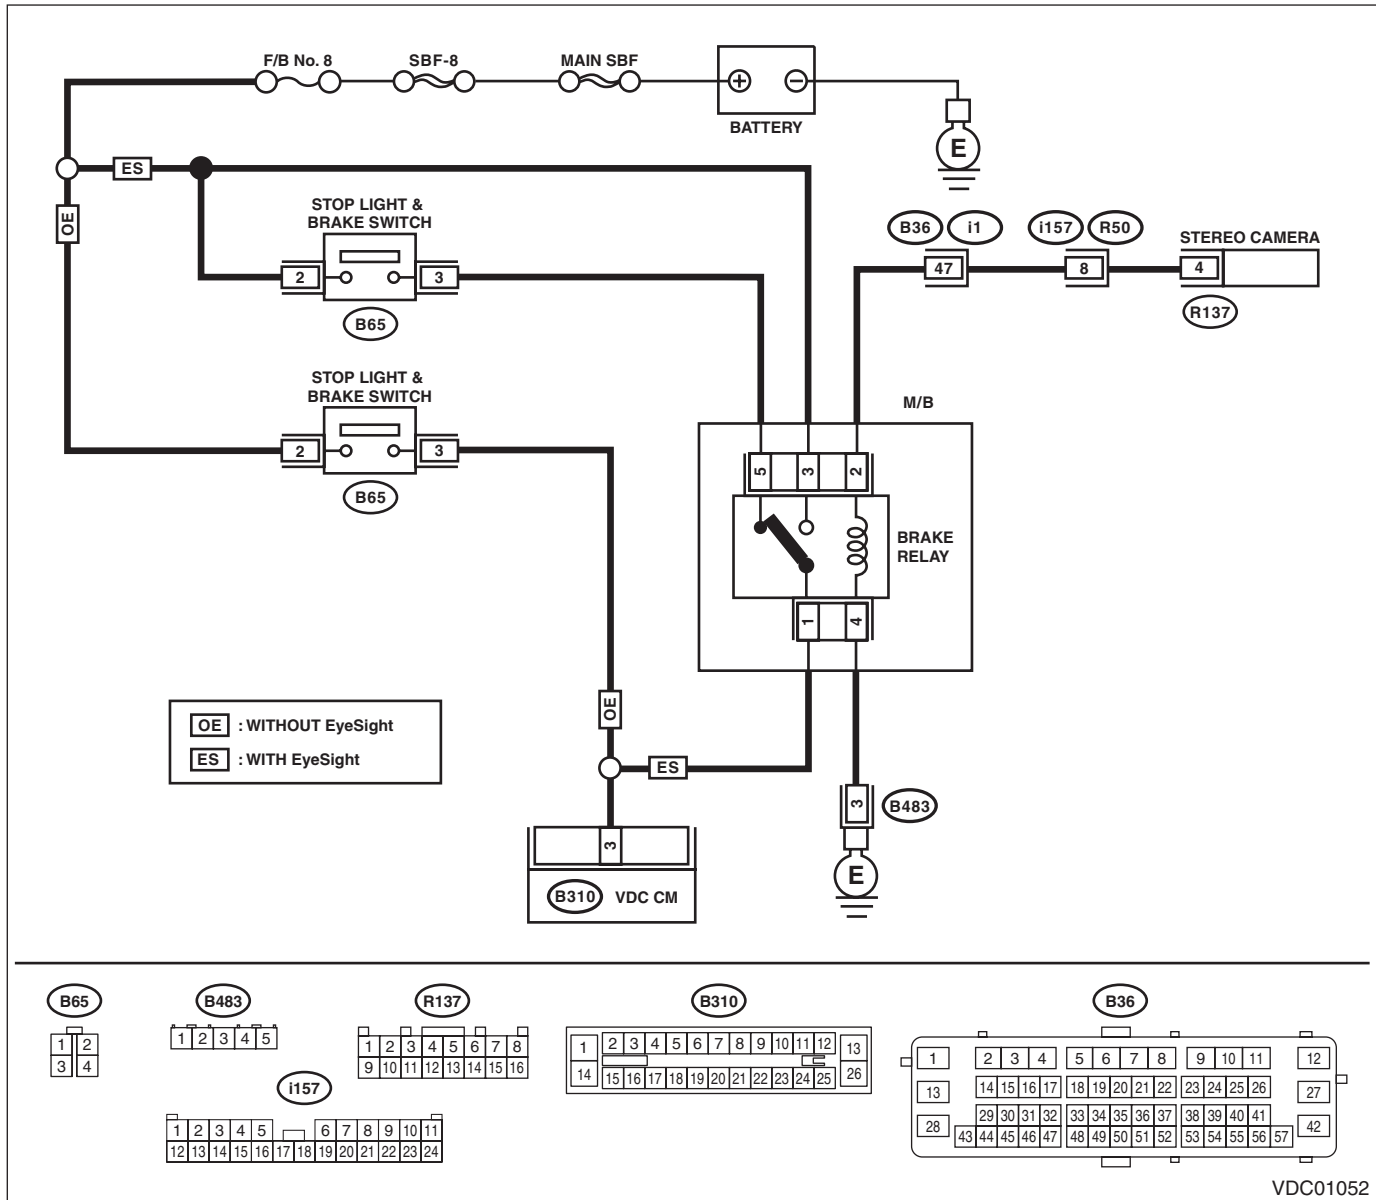 F/B No. 8 SBF-8 MAIN SBF
+ −
BATTERY
E
ES
OE
STOP LIGHT &
BRAKE SWITCH
2 3
B65
B36 i1 i157 R50
STEREO CAMERA
47 8 4
R137
STOP LIGHT &
BRAKE SWITCH
2 3
B65
M/B
5 3 2
BRAKE
RELAY
1 4
OE : WITHOUT EyeSight
ES : WITH EyeSight
OE
ES
3
B483
E
3
B310 VDC CM
B65
1 2
3 4
B483
1 2 3 4 5
R137
1 2 3 4 5 6 7 8
9 10 11 12 13 14 15 16
B310
1 2 3 4 5 6 7 8 9 10 11 12 13
14 15 16 17 18 19 20 21 22 23 24 25 26
B36
1 2 3 4 5 6 7 8 9 10 11 12
13 14 15 16 17 18 19 20 21 22 23 24 25 26 27
28 29 30 31 32 33 34 35 36 37 38 39 40 41 42
43 44 45 46 47 48 49 50 51 52 53 54 55 56 57
i157
1 2 3 4 5 6 7 8 9 10 11
12 13 14 15 16 17 18 19 20 21 22 23 24
VDC01052